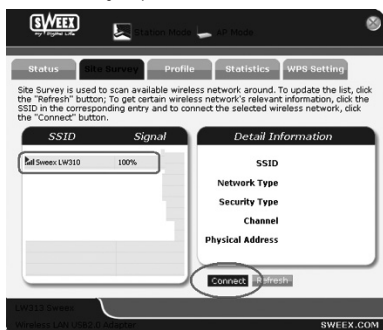 SWEEX
my Digital Life
Station Mode
AP Mode
Status
Site Survey
Profile
Statistics
WPS Setting
Site Survey is used to scan available wireless network around. To update the list, click
the "Refresh" button; To get certain wireless network's relevant information, click the
SSID in the corresponding entry and to connect the selected wireless network, click
the "Connect" button.
SSID
Signal
Sweex LW310
100%
Detail Information
SSID
Network Type
Security Type
Channel
Physical Address
Connect
Refresh
LW313 Sweex
Wireless LAN USB2.0 Adapter
SWEEX.COM